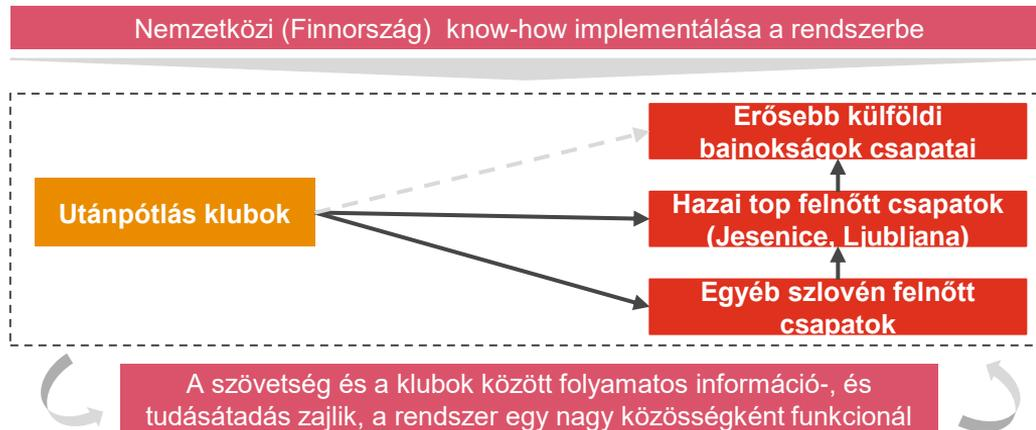 Nemzetközi (Finnország) know-how implementálása a rendszerbe
Erősebb külföldi
bajnokságok csapatai
Utánpótlás klubok
Hazai top felnőtt csapatok
(Jesenice, Ljubljana)
Egyéb szlovén felnőtt
csapatok
A szövetség és a klubok között folyamatos információ-, és
tudásátadás zajlik, a rendszer egy nagy közösségként funkcionál